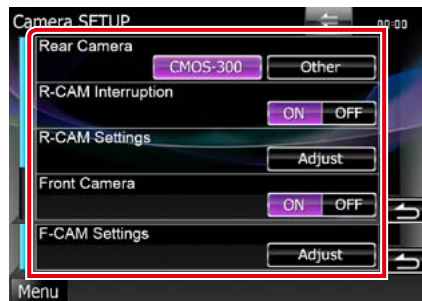 Camera SETUP
00:00
Rear Camera
CMOS-300 Other
R-CAM Interruption
ON OFF
R-CAM Settings
Adjust
Front Camera
ON OFF
F-CAM Settings
Adjust
Menu